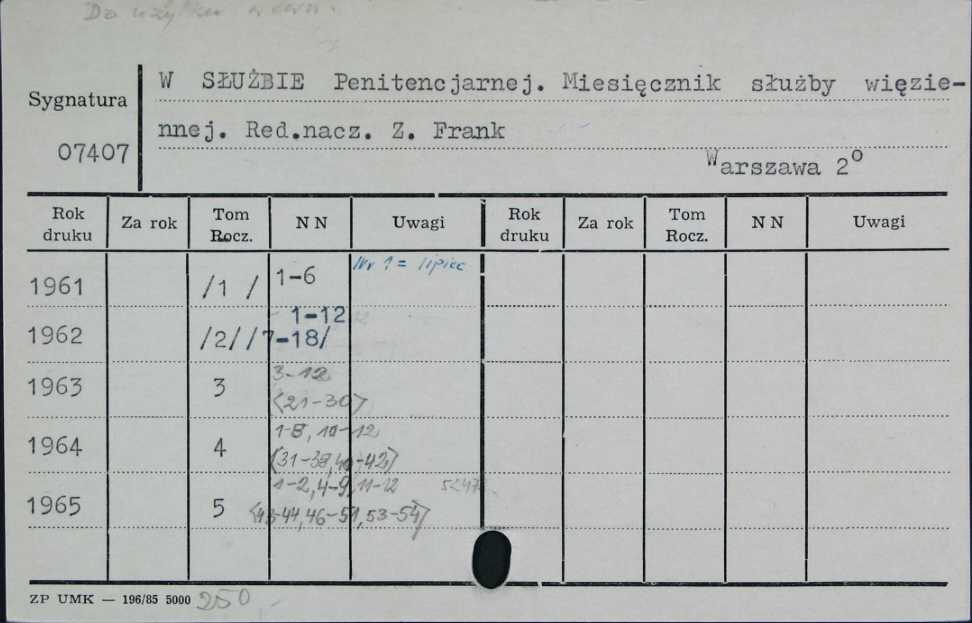 Do użytku
W SŁUŻBIE Penitencjarnej. Miesięcznik służby więzie-
Sygnatura
nnej. Red.nacz. Z. Frank
07407
Warszawa 2°
Rok druku Za rok Tom Rocz. N N Uwagi Rok druku Za rok Tom Rocz. N N Uwagi
1961 /1 / 1-6 Nr 1 = lipiec
1-12
1962 /2/ /7-18/
1963 3 3-12
<21-30>
1964 4 1-8, 10-12
<31-38, 40-42>
1965 5 1-2, 4-9, 11-12
<43-44, 46-51, 53-54>
ZP UMK — 196/85 5000 250